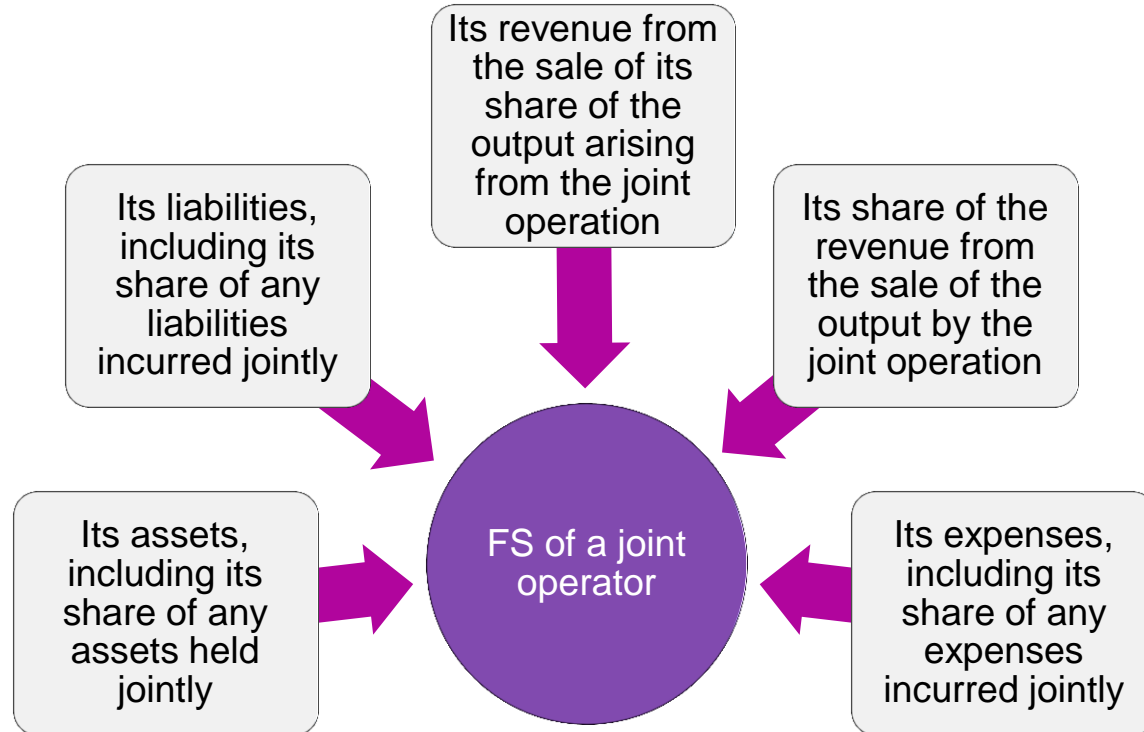 Its assets,
including its
share of any
assets held
jointly
Its liabilities,
including its
share of any
liabilities
incurred jointly
Its revenue from
the sale of its
share of the
output arising
from the joint
operation
Its share of the
revenue from
the sale of the
output by the
joint operation
Its expenses,
including its
share of any
expenses
incurred jointly
FS of a joint
operator